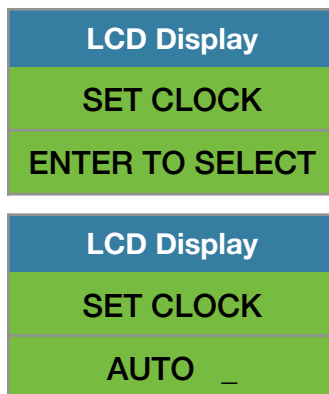 LCD Display
SET CLOCK
ENTER TO SELECT
LCD Display
SET CLOCK
AUTO _